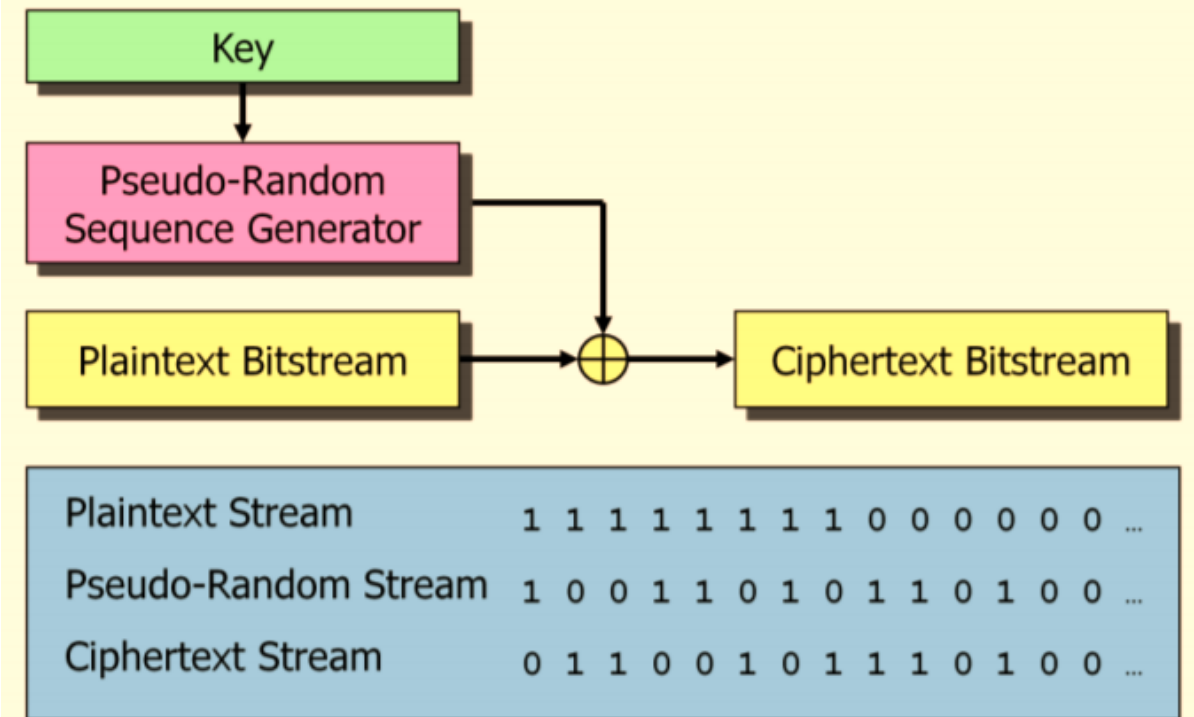 Key
Pseudo-Random
Sequence Generator
Plaintext Bitstream
Ciphertext Bitstream
Plaintext Stream 1 1 1 1 1 1 1 1 0 0 0 0 0 0 ...
Pseudo-Random Stream 1 0 0 1 1 0 1 0 1 1 0 1 0 0 ...
Ciphertext Stream 0 1 1 0 0 1 0 1 1 1 0 1 0 0 ...